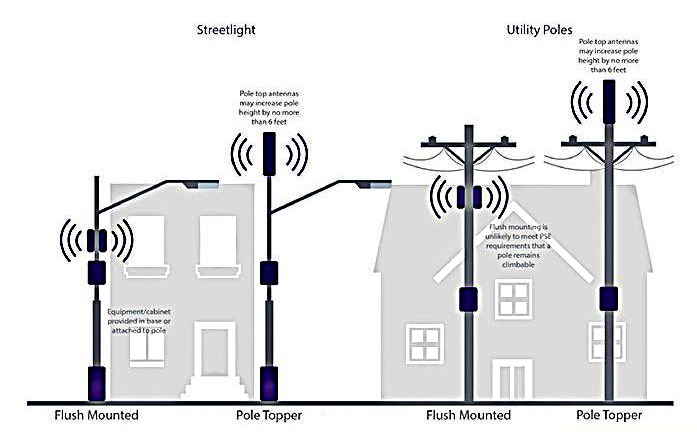 Streetlight
Utility Poles
Pole top antennas
may increase pole
height by no more
than 6 feet
Pole top antennas
may increase pole
height by no more
than 6 feet
Flush mounting is
unlikely to meet PSE
requirements that a
pole remains
climbable
Equipment/cabinet
provided in base or
attached to pole
Flush Mounted
Pole Topper
Flush Mounted
Pole Topper